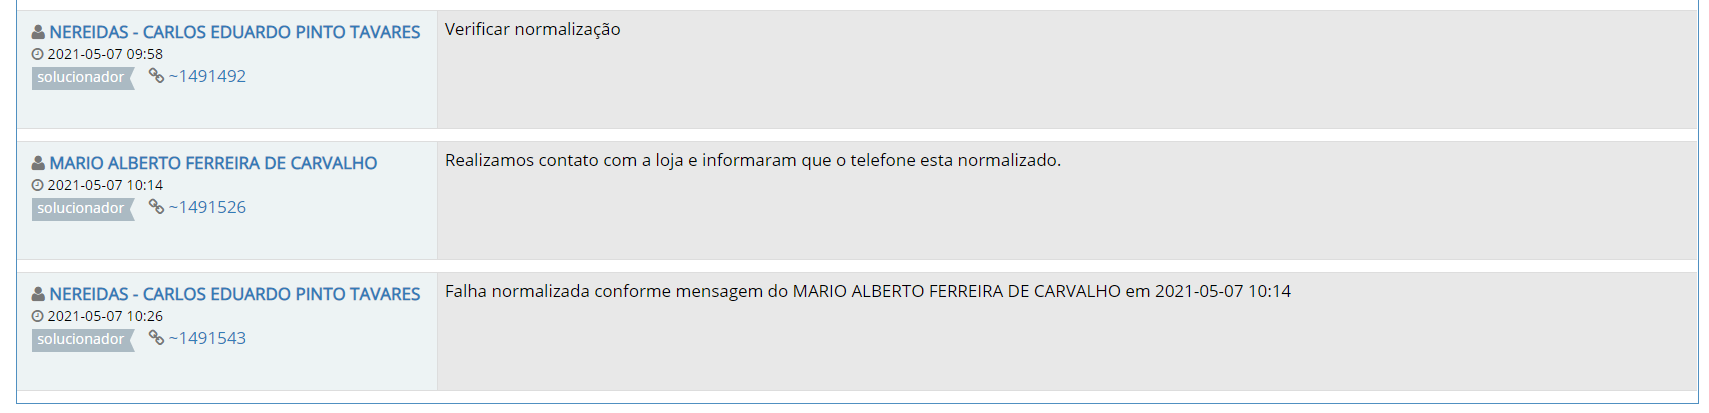 NEREIDAS - CARLOS EDUARDO PINTO TAVARES
2021-05-07 09:58
solucionador ~1491492
Verificar normalização
MARIO ALBERTO FERREIRA DE CARVALHO
2021-05-07 10:14
solucionador ~1491526
Realizamos contato com a loja e informaram que o telefone esta normalizado.
NEREIDAS - CARLOS EDUARDO PINTO TAVARES
2021-05-07 10:26
solucionador ~1491543
Falha normalizada conforme mensagem do MARIO ALBERTO FERREIRA DE CARVALHO em 2021-05-07 10:14